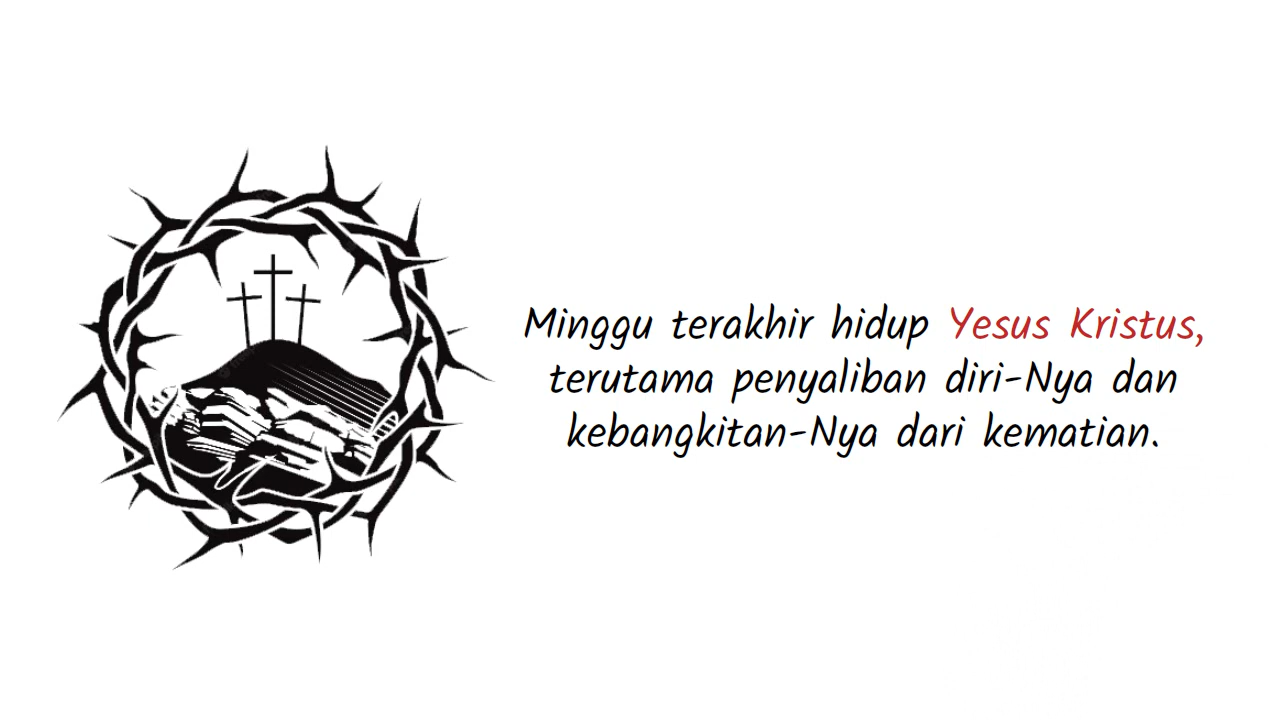 Minggu terakhir hidup Yesus Kristus,
terutama penyaliban diri-Nya dan
kebangkitan-Nya dari kematian.